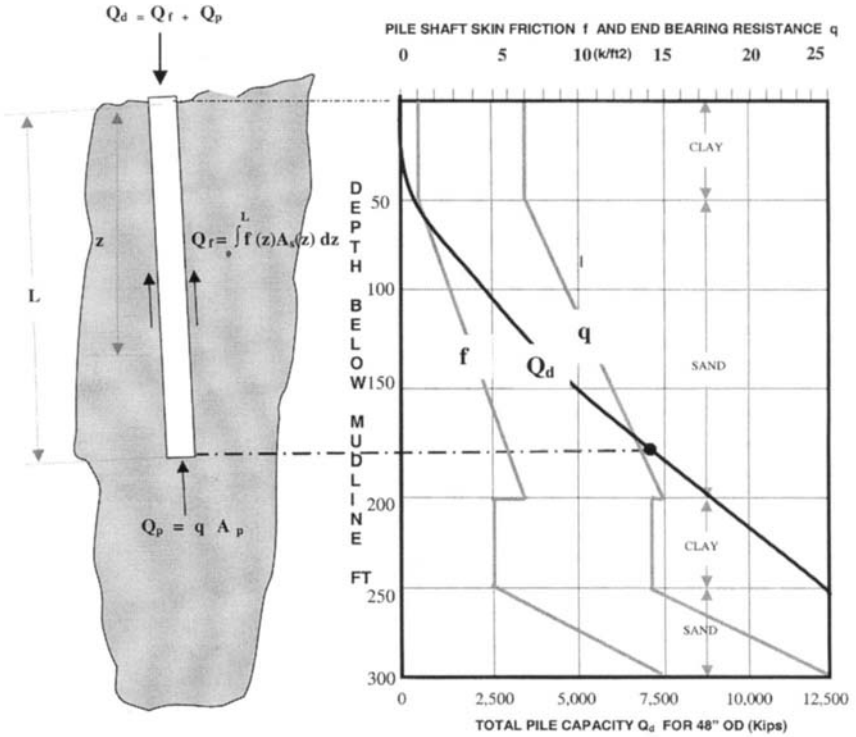 Q_d = Q_f + Q_p
z
L
Q_f = ∫_0^L f (z)A_s(z) dz
Q_p = q A_p
PILE SHAFT SKIN FRICTION f AND END BEARING RESISTANCE q
0 5 10 (k/ft2) 15 20 25
DEPTH BELOW MUDLINE FT
50
100
150
200
250
300
CLAY
SAND
CLAY
SAND
f
Q_d
q
0 2,500 5,000 7,500 10,000 12,500
TOTAL PILE CAPACITY Q_d FOR 48" OD (Kips)